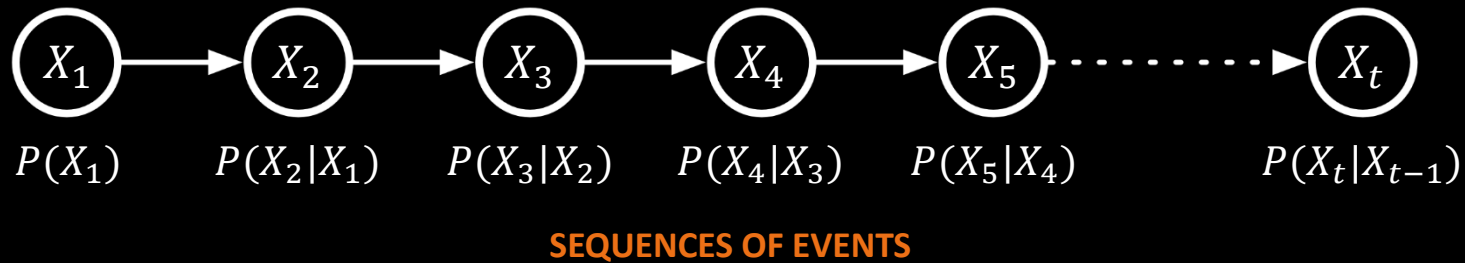 X₁ X₂ X₃ X₄ X₅ Xₜ
P(X₁) P(X₂|X₁) P(X₃|X₂) P(X₄|X₃) P(X₅|X₄) P(Xₜ|Xₜ₋₁)
SEQUENCES OF EVENTS